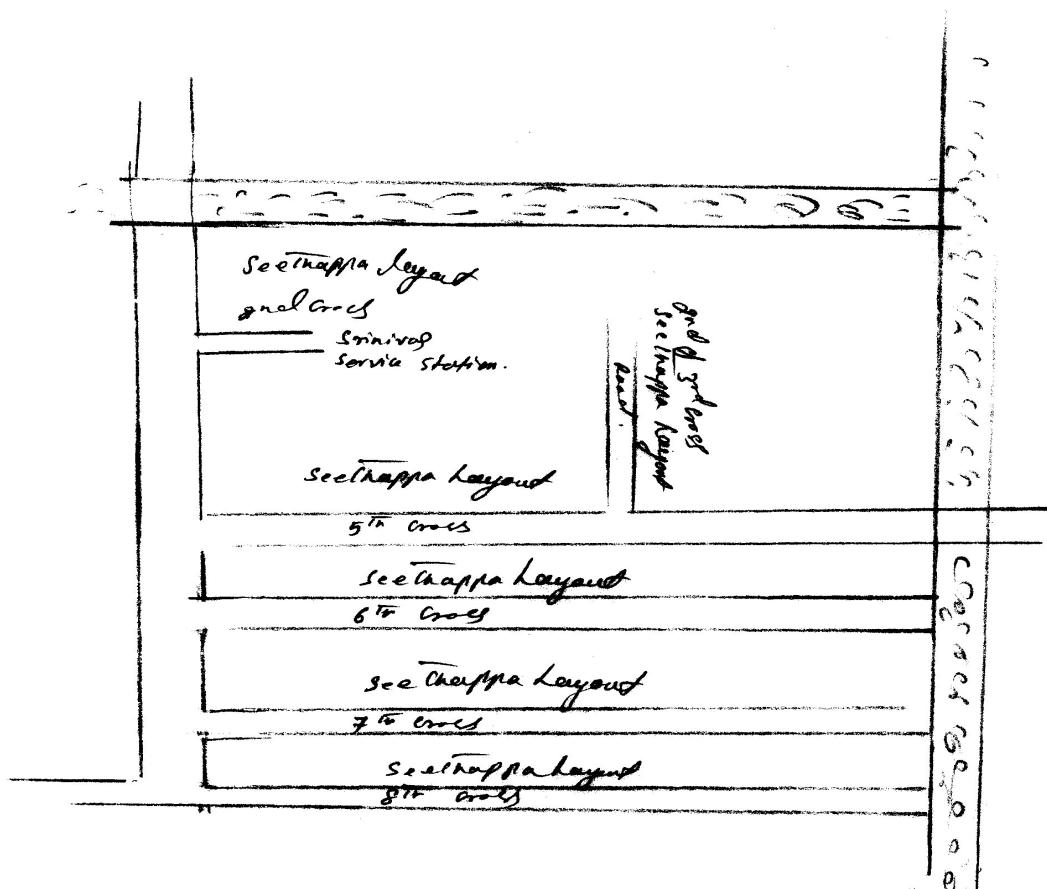 Seethappa Layout
2nd Cross
Srinivas
Service Station.
2nd & 3rd Cross
Seethappa Layout
Road.
Seethappa Layout
5th Cross
Seethappa Layout
6th Cross
Seethappa Layout
7th Cross
Seethappa Layout
8th Cross